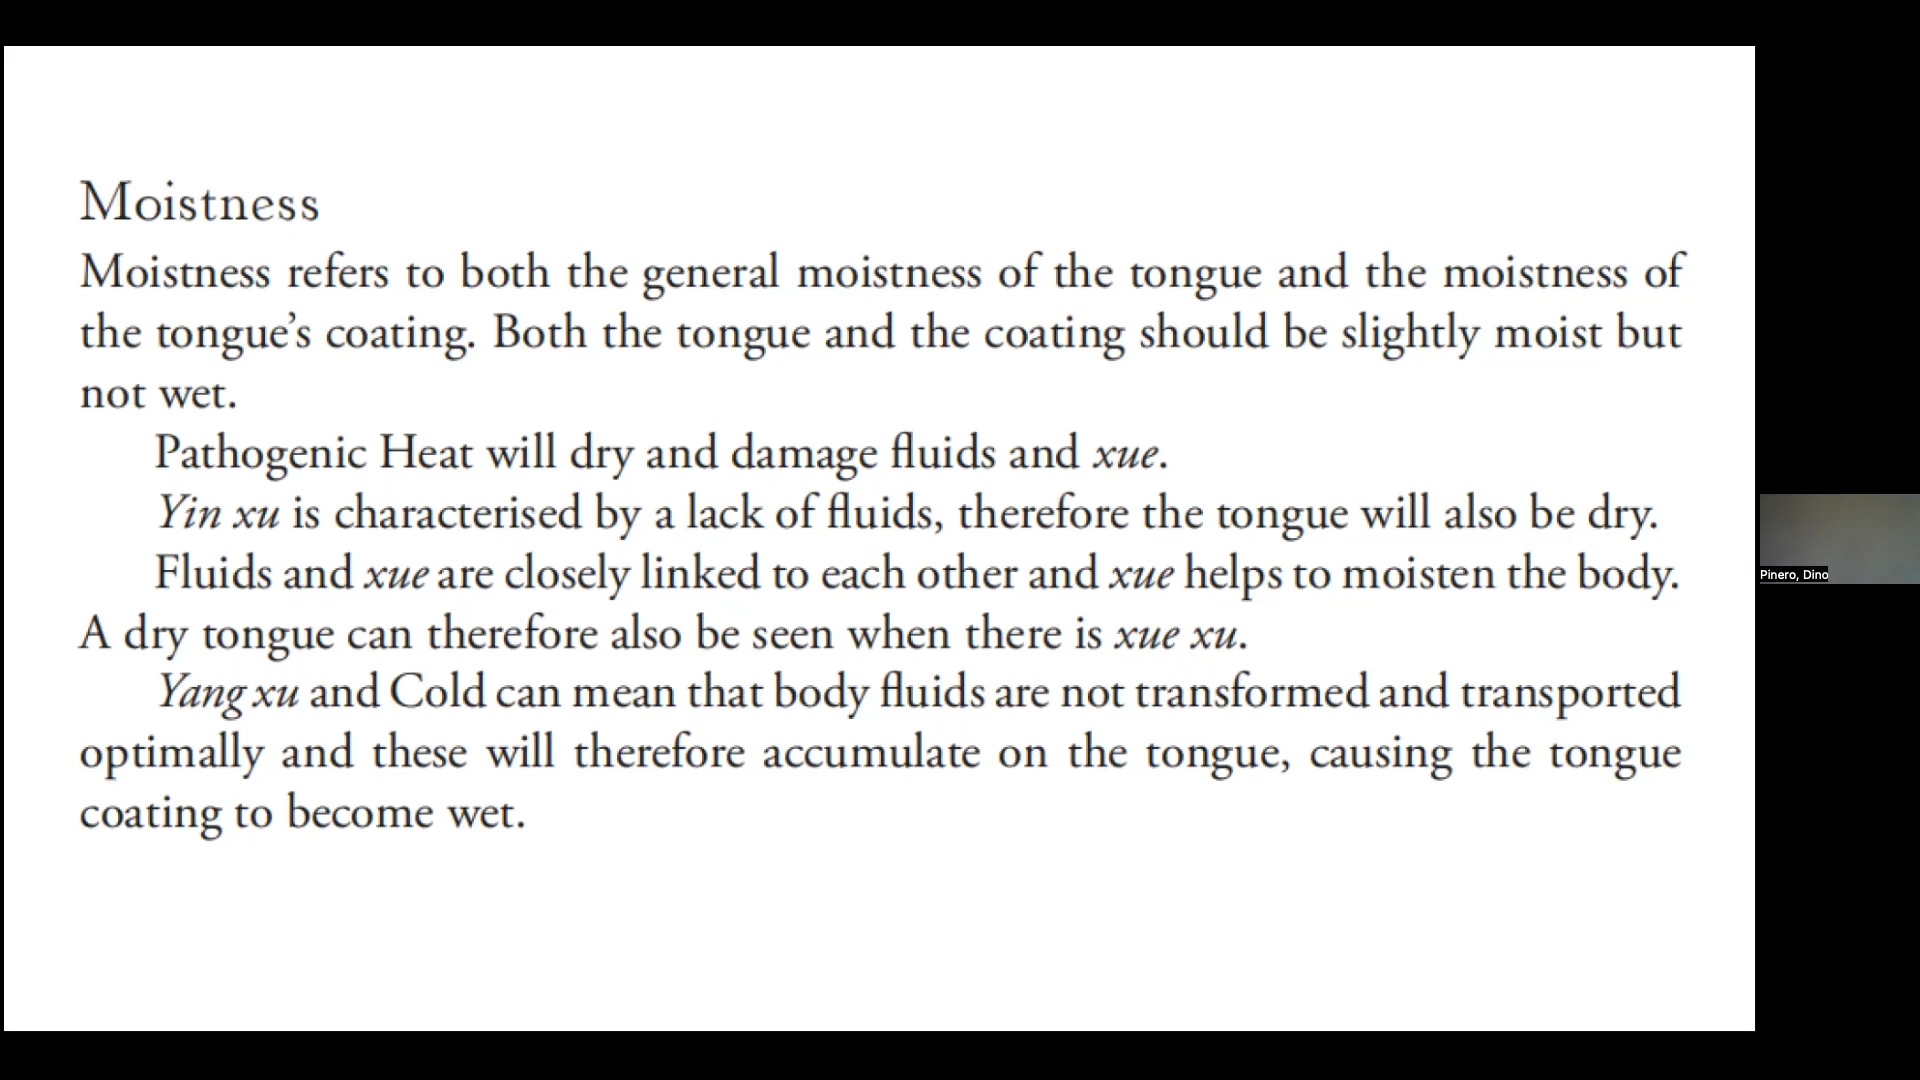 Moistness
Moistness refers to both the general moistness of the tongue and the moistness of
the tongue’s coating. Both the tongue and the coating should be slightly moist but
not wet.
Pathogenic Heat will dry and damage fluids and xue.
Yin xu is characterised by a lack of fluids, therefore the tongue will also be dry.
Fluids and xue are closely linked to each other and xue helps to moisten the body.
A dry tongue can therefore also be seen when there is xue xu.
Yang xu and Cold can mean that body fluids are not transformed and transported
optimally and these will therefore accumulate on the tongue, causing the tongue
coating to become wet.
Pinero, Dino